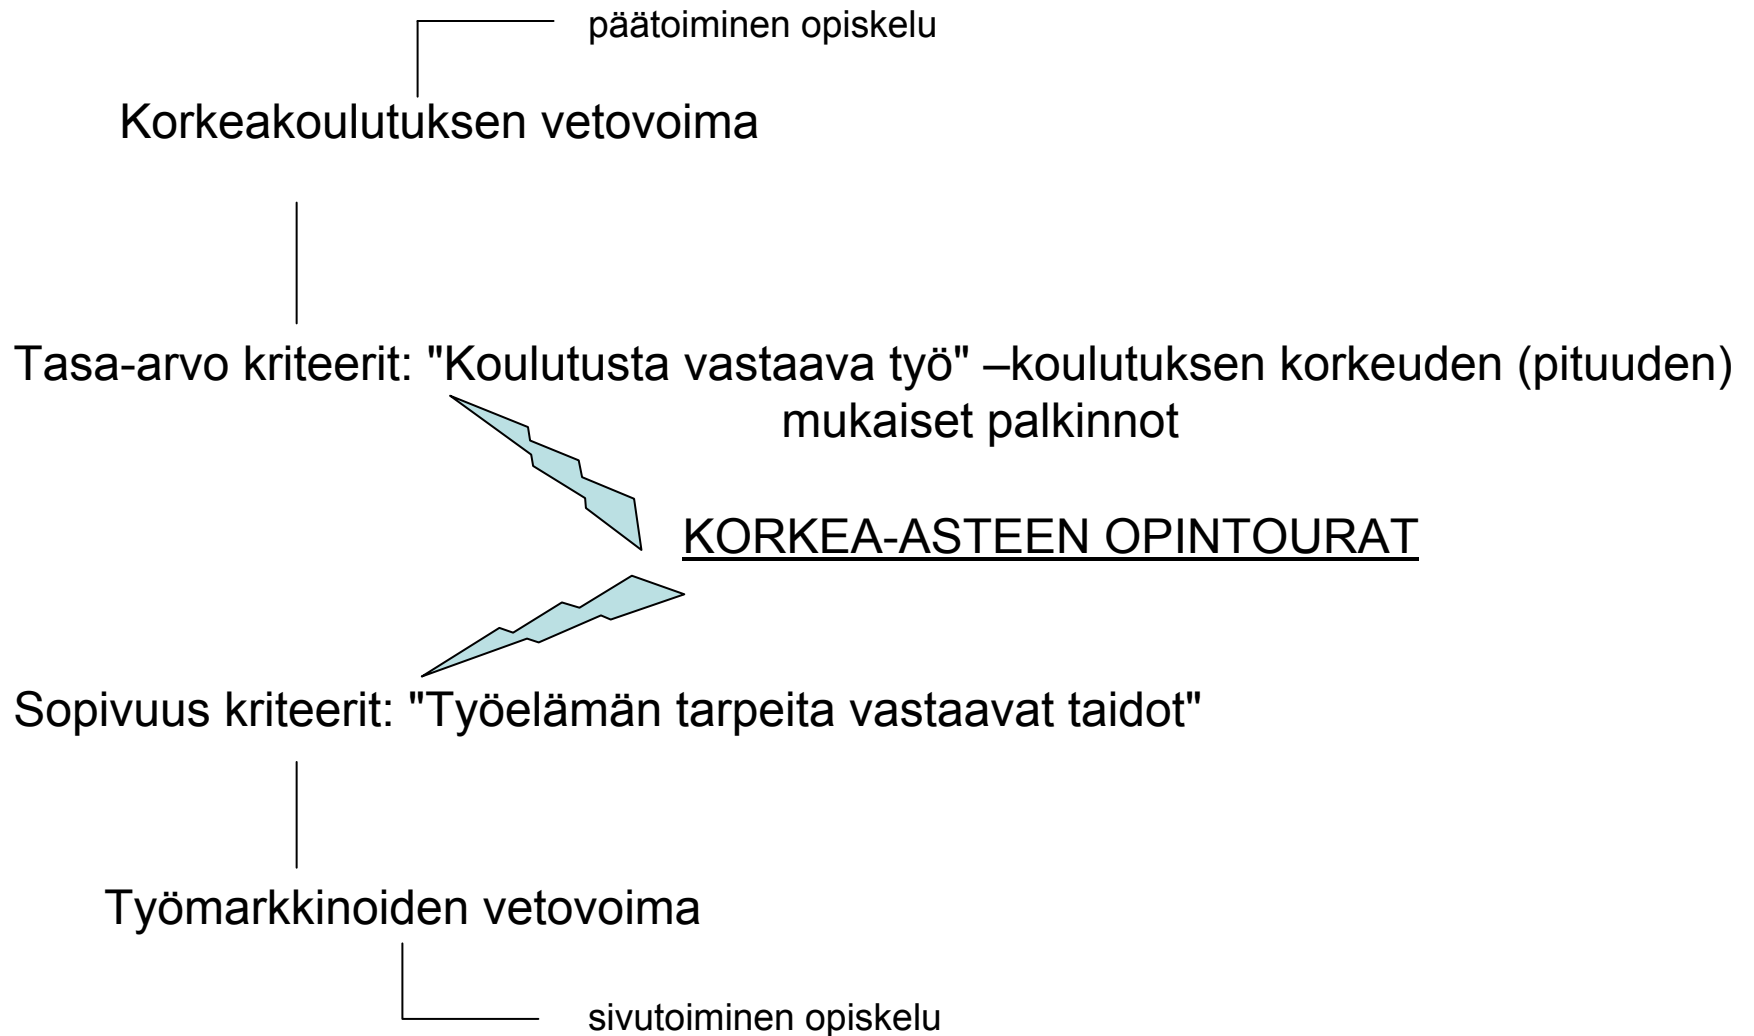 päätoiminen opiskelu
Korkeakoulutuksen vetovoima
Tasa-arvo kriteerit: "Koulutusta vastaava työ" –koulutuksen korkeuden (pituuden)
mukaiset palkinnot
KORKEA-ASTEEN OPINTOURAT
Sopivuus kriteerit: "Työelämän tarpeita vastaavat taidot"
Työmarkkinoiden vetovoima
sivutoiminen opiskelu